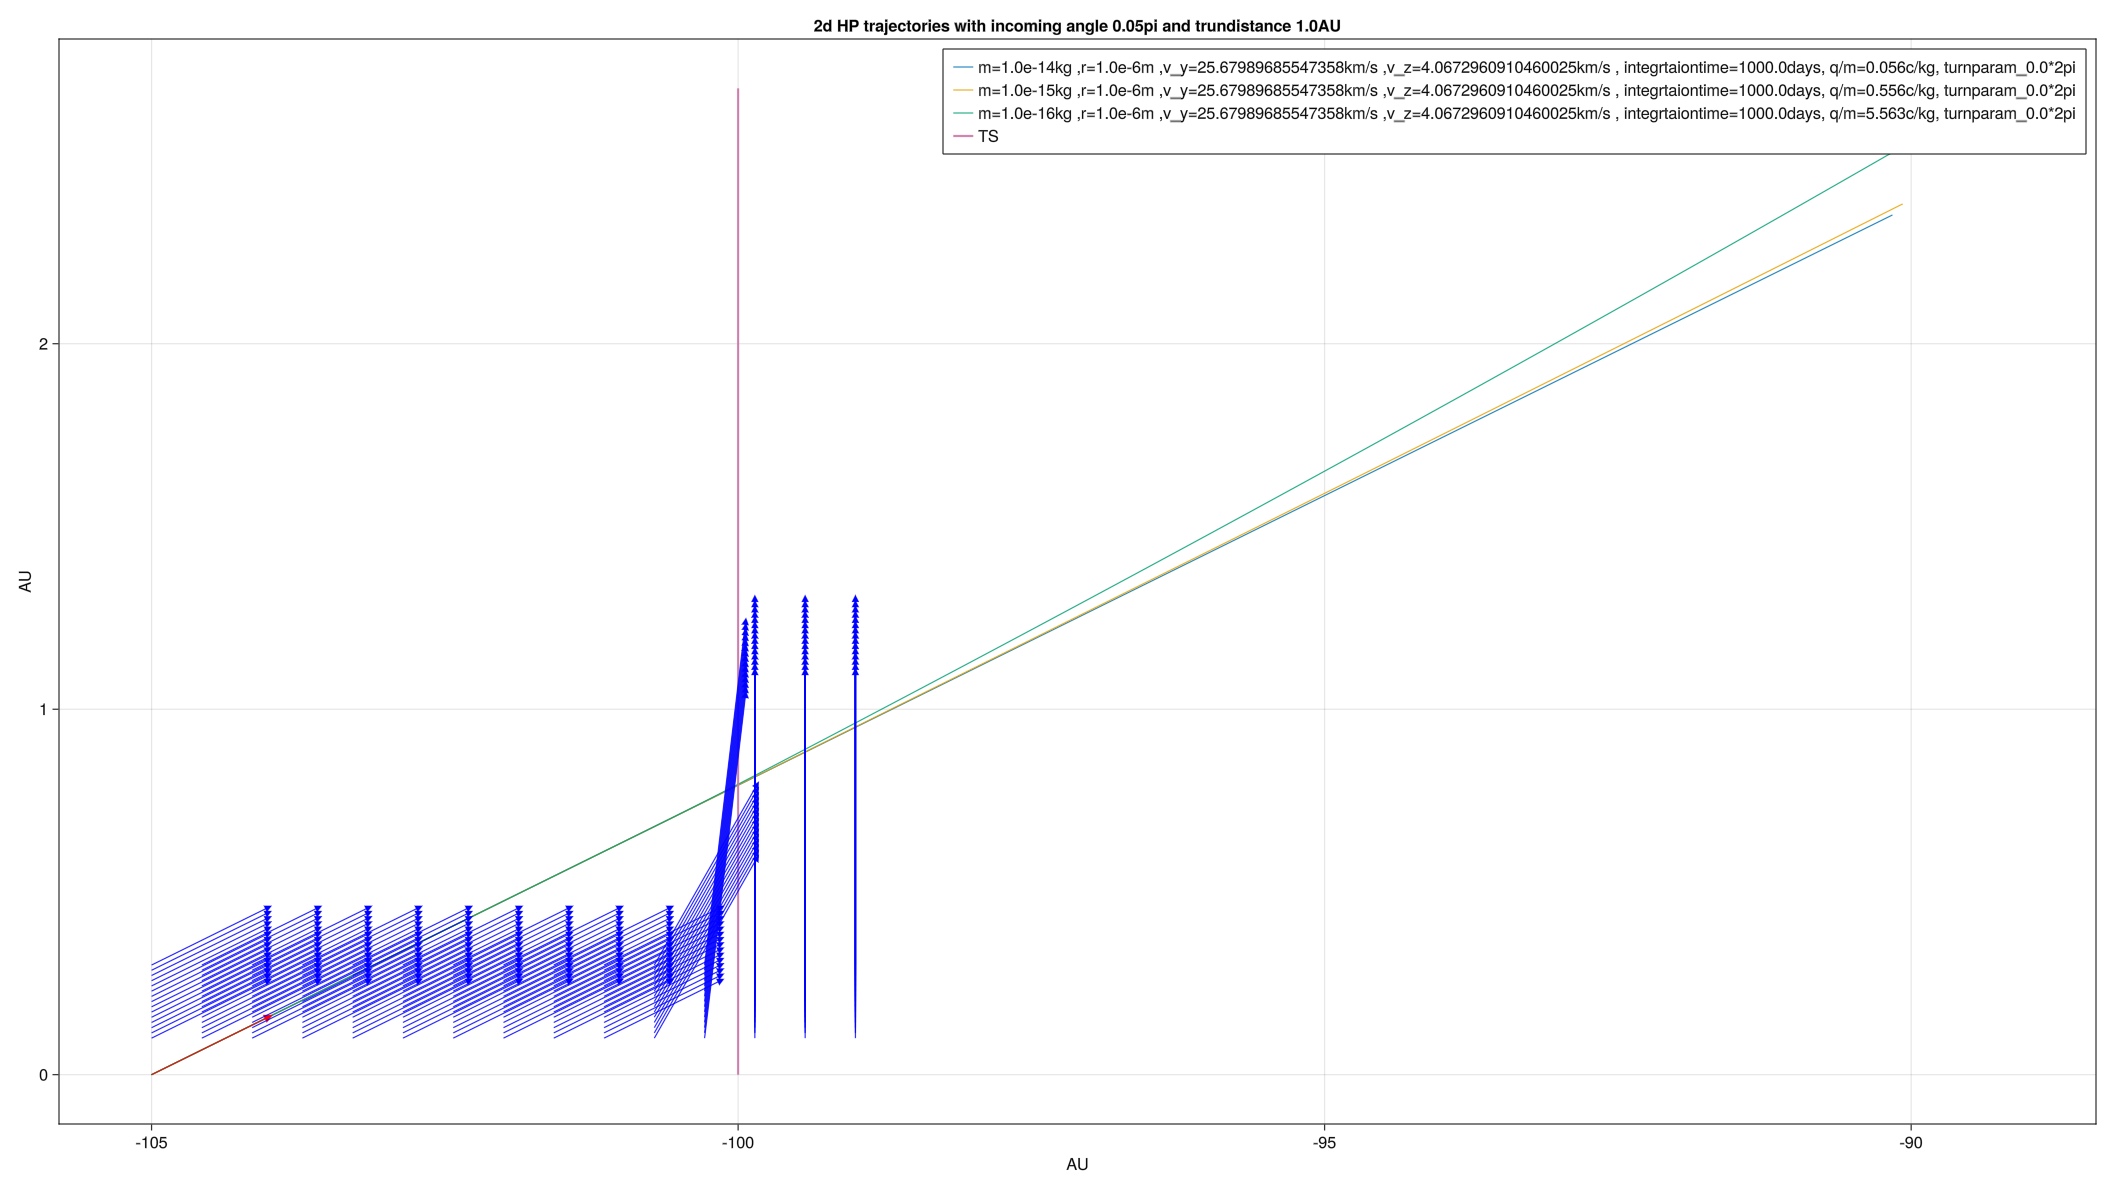 2d HP trajectories with incoming angle 0.05pi and trundistance 1.0AU
m=1.0e-14kg ,r=1.0e-6m ,v_y=25.67989685547358km/s ,v_z=4.0672960910460025km/s , integrtaiontime=1000.0days, q/m=0.056c/kg, turnparam_0.0*2pi
m=1.0e-15kg ,r=1.0e-6m ,v_y=25.67989685547358km/s ,v_z=4.0672960910460025km/s , integrtaiontime=1000.0days, q/m=0.556c/kg, turnparam_0.0*2pi
m=1.0e-16kg ,r=1.0e-6m ,v_y=25.67989685547358km/s ,v_z=4.0672960910460025km/s , integrtaiontime=1000.0days, q/m=5.563c/kg, turnparam_0.0*2pi
TS
2
AU
1
0
-105
-100
-95
-90
AU